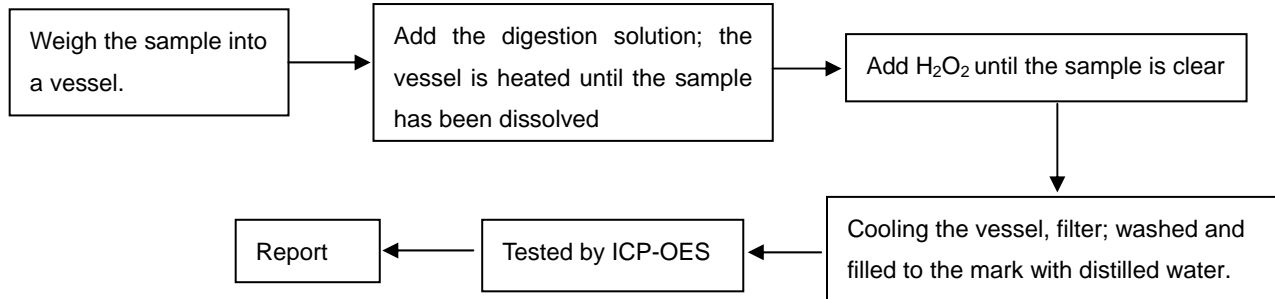 Weigh the sample into
a vessel.
Add the digestion solution; the
vessel is heated until the sample
has been dissolved
Add H₂O₂ until the sample is clear
Cooling the vessel, filter; washed and
filled to the mark with distilled water.
Tested by ICP-OES
Report